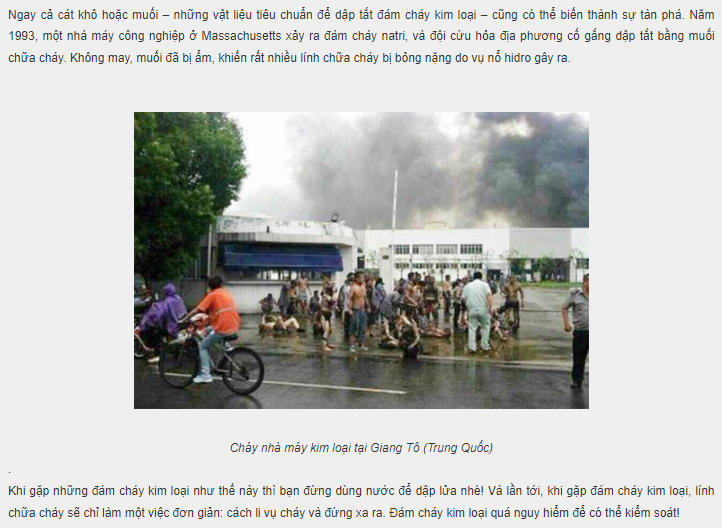 Ngay cả cát khô hoặc muối – những vật liệu tiêu chuẩn để dập tắt đám cháy kim loại – cũng có thể biến thành sự tàn phá. Năm
1993, một nhà máy công nghiệp ở Massachusetts xảy ra đám cháy natri, và đội cứu hỏa địa phương cố gắng dập tắt bằng muối
chữa cháy. Không may, muối đã bị ẩm, khiến rất nhiều lính chữa cháy bị bỏng nặng do vụ nổ hidro gây ra.
Cháy nhà máy kim loại tại Giang Tô (Trung Quốc)
.
Khi gặp những đám cháy kim loại như thế này thì bạn đừng dùng nước để dập lửa nhé! Và lần tới, khi gặp đám cháy kim loại, lính
chữa cháy sẽ chỉ làm một việc đơn giản: cách li vụ cháy và đứng xa ra. Đám cháy kim loại quá nguy hiểm để có thể kiểm soát!